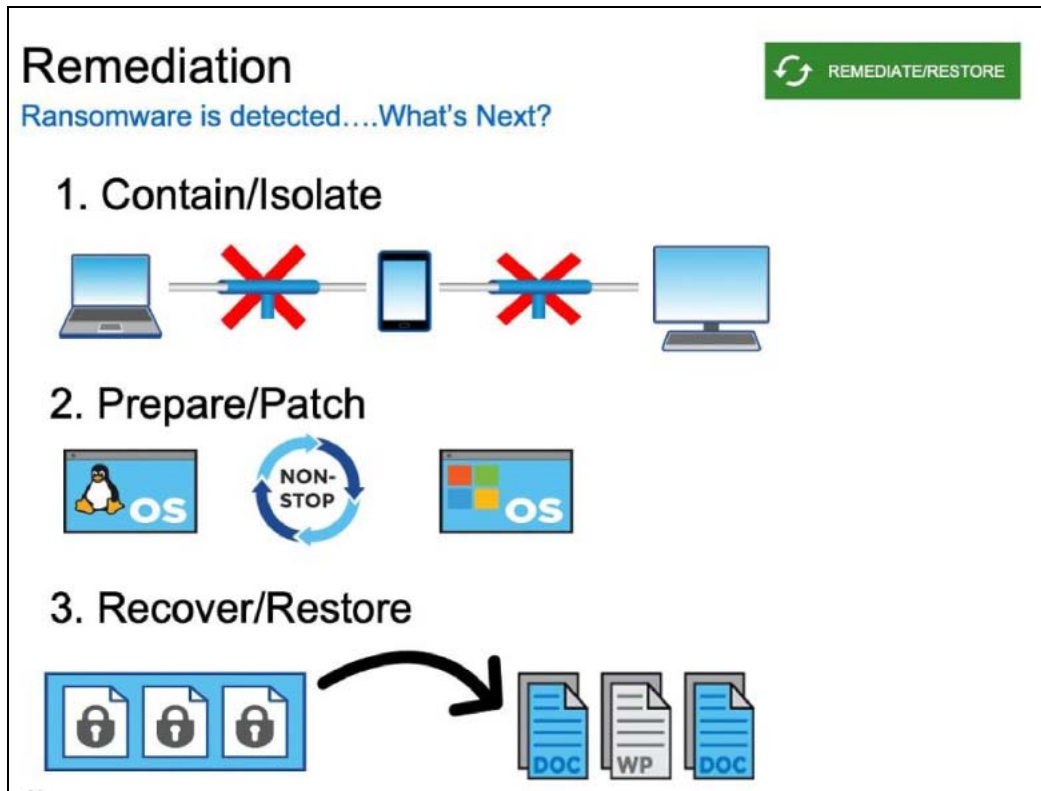 Remediation
REMEDIATE/RESTORE
Ransomware is detected....What's Next?
1. Contain/Isolate
2. Prepare/Patch
OS
NON-
STOP
OS
3. Recover/Restore
DOC
WP
DOC